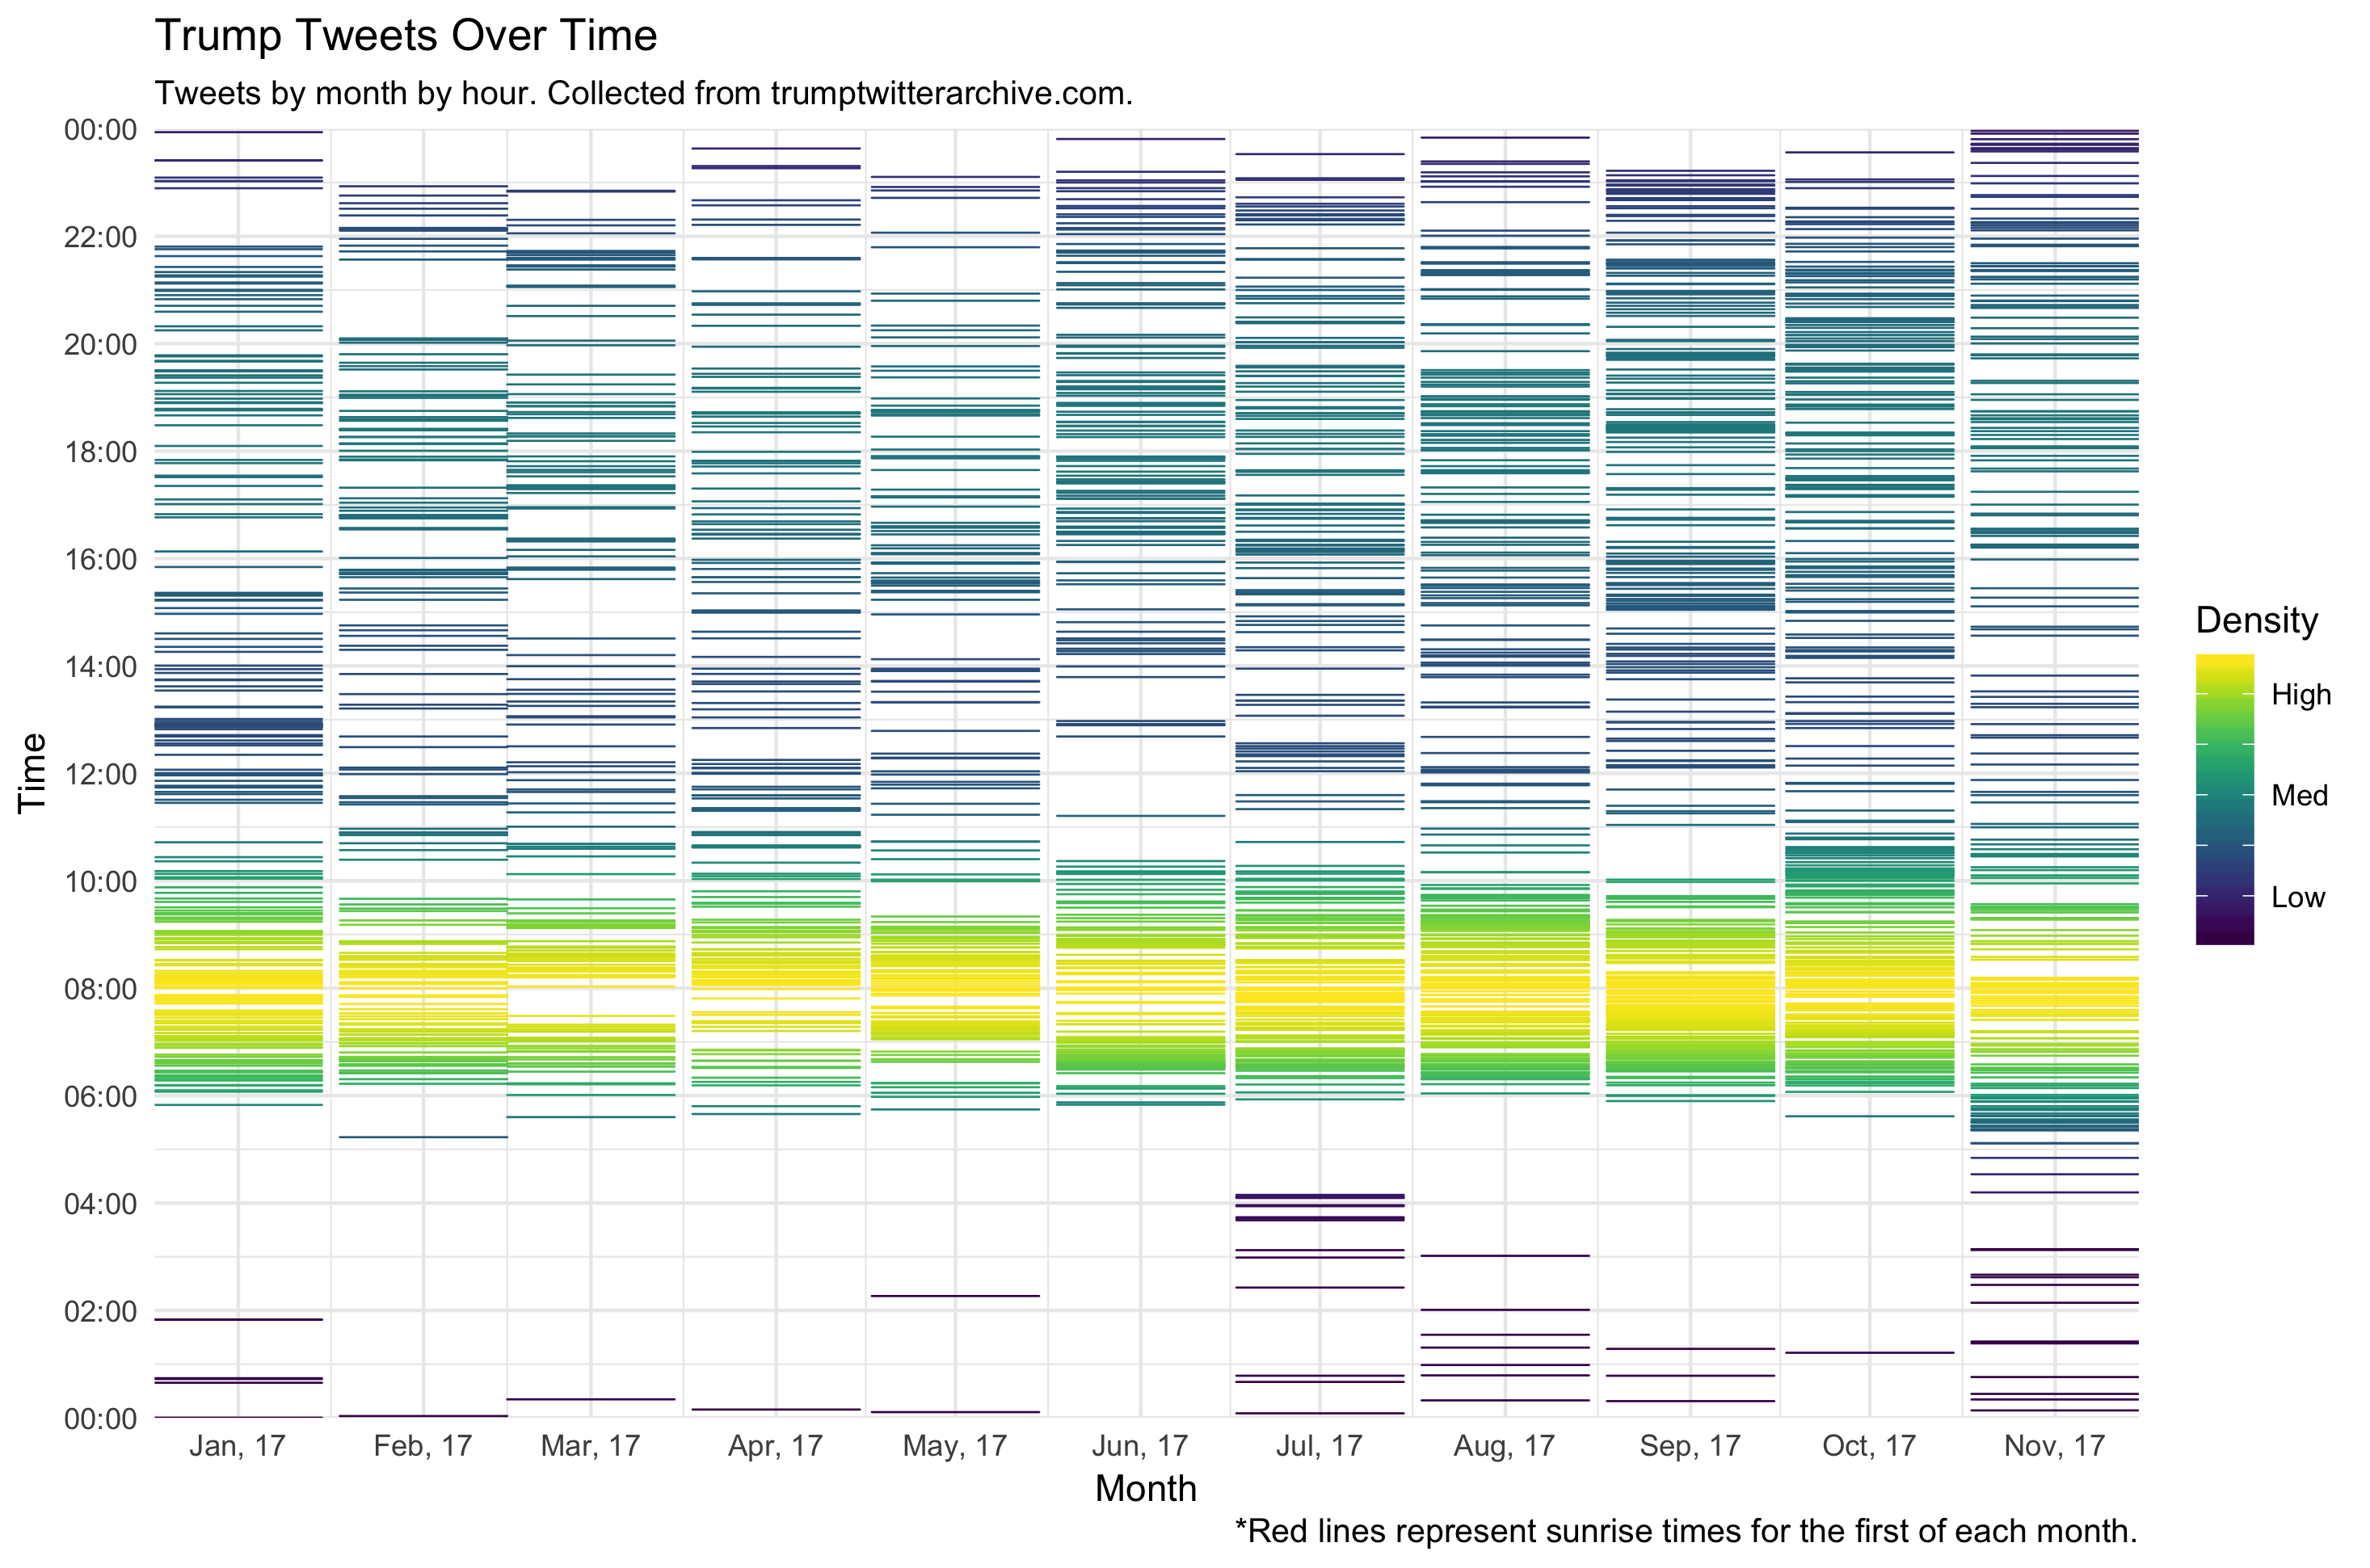 Trump Tweets Over Time
Tweets by month by hour. Collected from trumptwitterarchive.com.
00:00
22:00
20:00
18:00
16:00
14:00
12:00
10:00
08:00
06:00
04:00
02:00
00:00
Time
Jan, 17 Feb, 17 Mar, 17 Apr, 17 May, 17 Jun, 17 Jul, 17 Aug, 17 Sep, 17 Oct, 17 Nov, 17
Month
Density
High
Med
Low
*Red lines represent sunrise times for the first of each month.